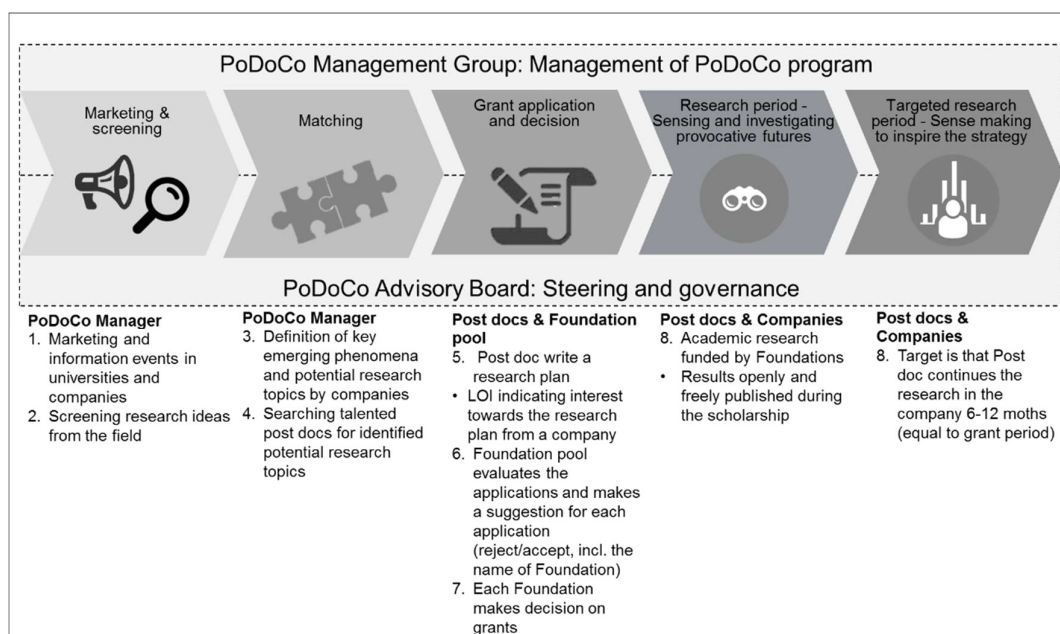 PoDoCo Management Group: Management of PoDoCo program
Marketing &
screening
Matching
Grant application
and decision
Research period -
Sensing and investigating
provocative futures
Targeted research
period - Sense making
to inspire the strategy
PoDoCo Advisory Board: Steering and governance
PoDoCo Manager
1. Marketing and
information events in
universities and
companies
2. Screening research ideas
from the field
PoDoCo Manager
3. Definition of key
emerging phenomena
and potential research
topics by companies
4. Searching talented
post docs for identified
potential research
topics
Post docs & Foundation
pool
5. Post doc write a
research plan
• LOI indicating interest
towards the research
plan from a company
6. Foundation pool
evaluates the
applications and makes
a suggestion for each
application
(reject/accept, incl. the
name of Foundation)
7. Each Foundation
makes decision on
grants
Post docs & Companies
8. Academic research
funded by Foundations
• Results openly and
freely published during
the scholarship
Post docs &
Companies
8. Target is that Post
doc continues the
research in the
company 6-12 moths
(equal to grant period)